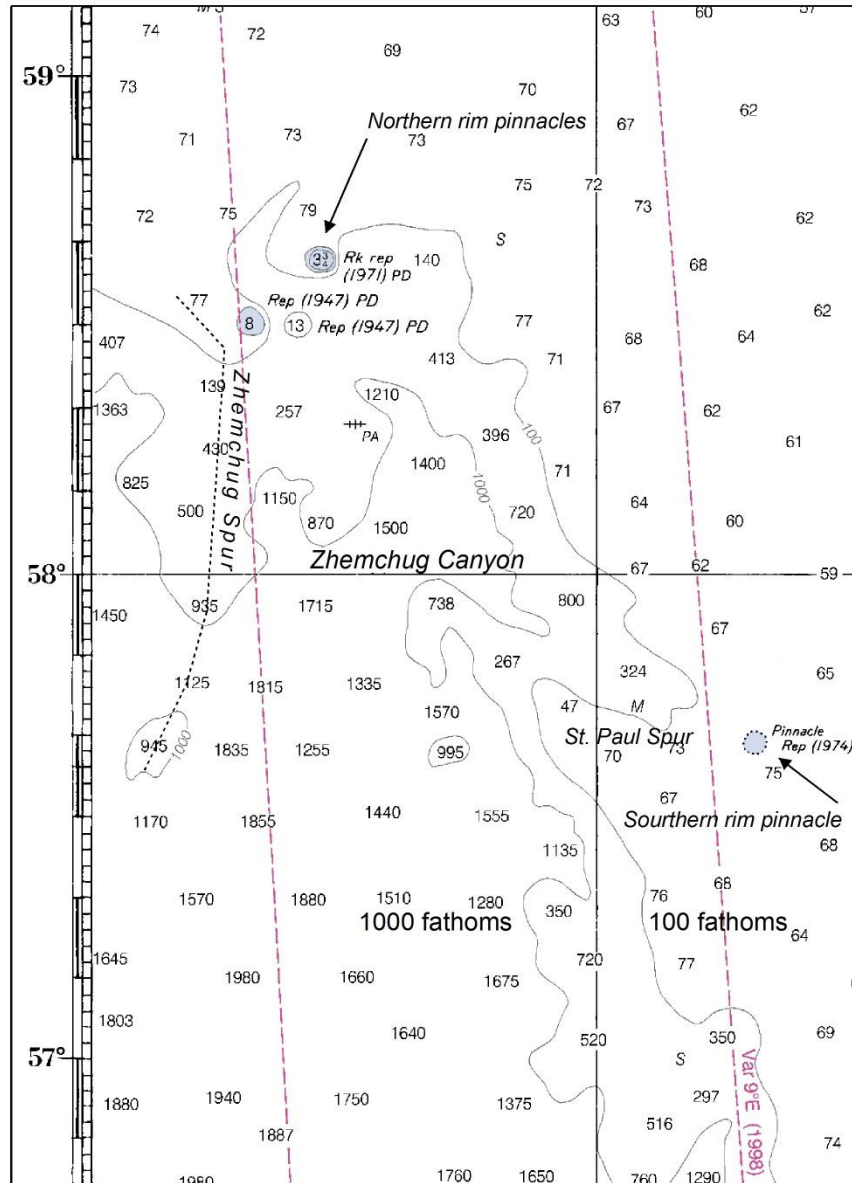 63 60 57
74 72
59° 69
73 70
62
Northern rim pinnacles 67
71 73 73
75 72
72 75 79 73 62
S
3¾ Rk rep 140 68
(1971) PD
77 Rep (1947) PD
8 13 Rep (1947) PD 77 62
407 68 64
413 71
139
1363 257 1210 67 62
430 PA 396 100 61
Zhemchug Spur
825 1400 1000 71
500 1150 720 64
870 1500 60
Zhemchug Canyon
58° 67 62 59
1450 935 1715 738 800
67
267 324 65
1125 1815 1335
1570 47 M
945 1000 1835 1255 995 St. Paul Spur Pinnacle
70 73 Rep (1974)
75
67
1170 1855 1440 1555 Sourthern rim pinnacle
1135 68
68
1570 1880 1510 1280 350 76
1000 fathoms 100 fathoms
64
1645 720 77
1980 1660 1675
1803 1640 520 350 69
57° S
Var 9°E (1998)
1880 1940 1750 1375 297
1887 516 74
1980 1760 1650 760 1290